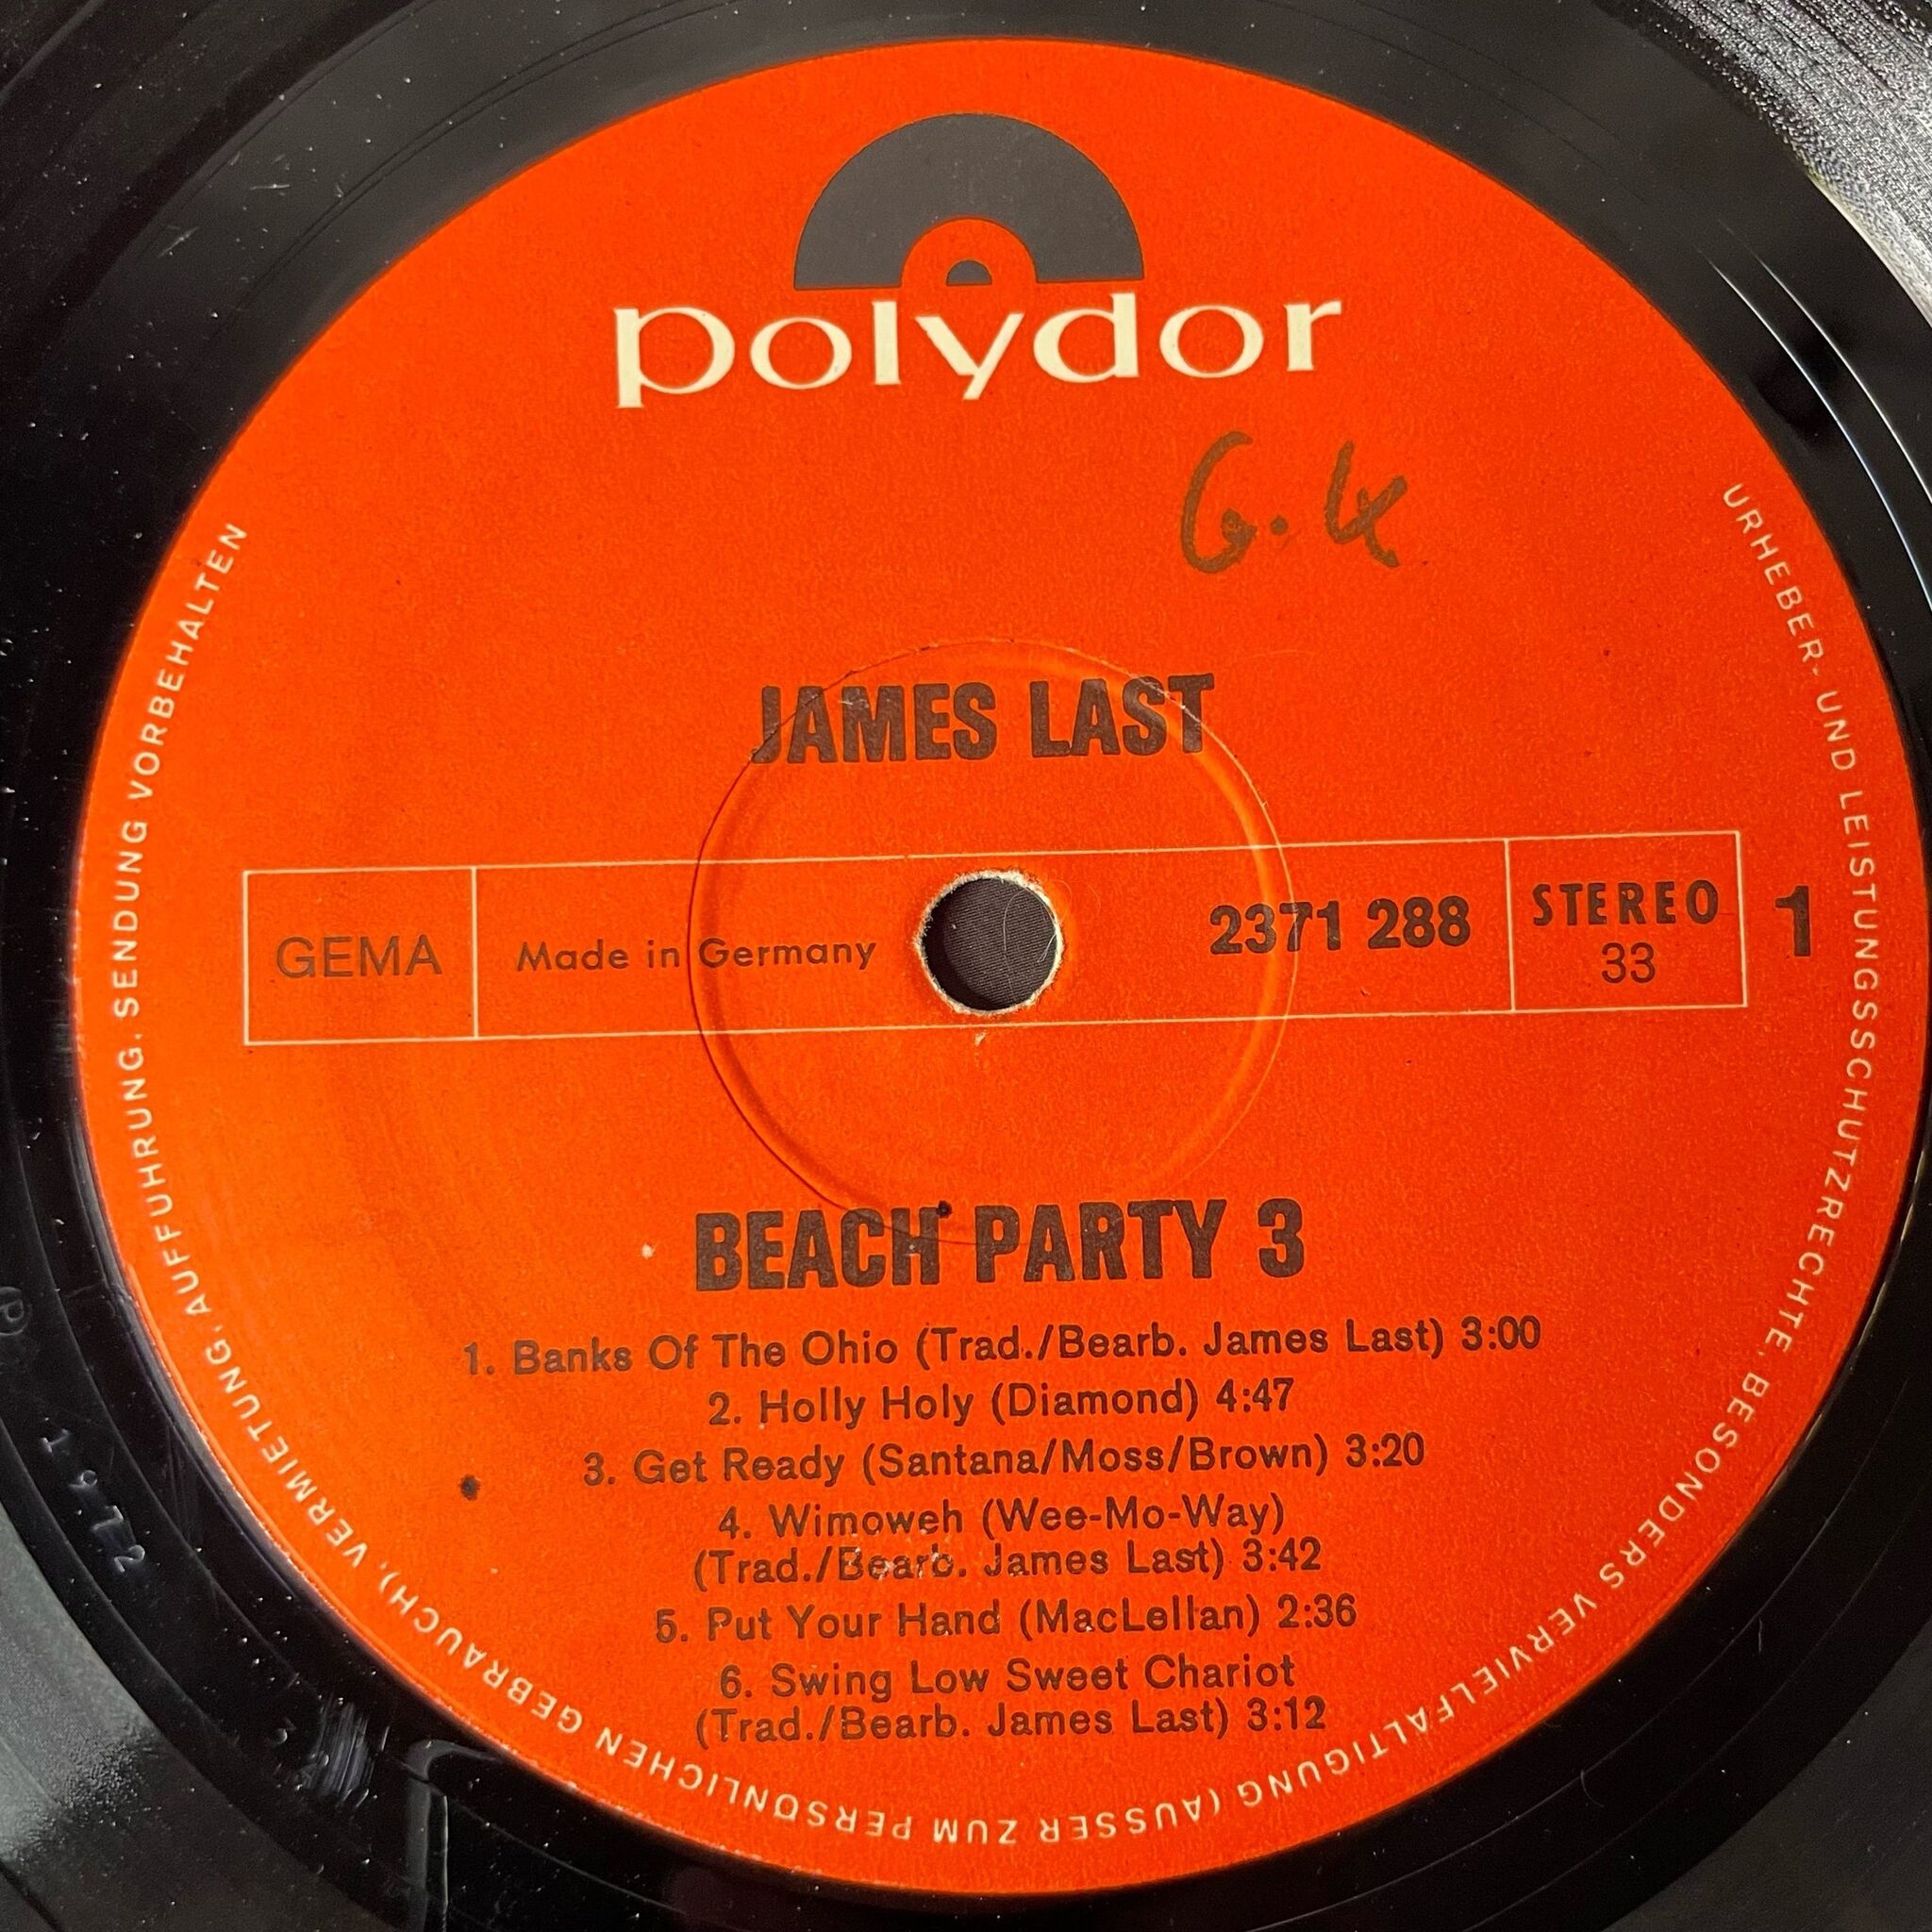 polydor
G.K
JAMES LAST
GEMA
Made in Germany
2371 288
STEREO
33
1
BEACH PARTY 3
1. Banks Of The Ohio (Trad./Bearb. James Last) 3:00
2. Holly Holy (Diamond) 4:47
3. Get Ready (Santana/Moss/Brown) 3:20
4. Wimoweh (Wee-Mo-Way)
(Trad./Bearb. James Last) 3:42
5. Put Your Hand (MacLellan) 2:36
6. Swing Low Sweet Chariot
(Trad./Bearb. James Last) 3:12
URHEBER- UND LEISTUNGSSCHUTZRECHTE, BESONDERS VERVIELFÄLTIGUNG (AUSSER ZUM PERSÖNLICHEN GEBRAUCH), VERMIETUNG, AUFFÜHRUNG, SENDUNG VORBEHALTEN
Ⓟ 1972